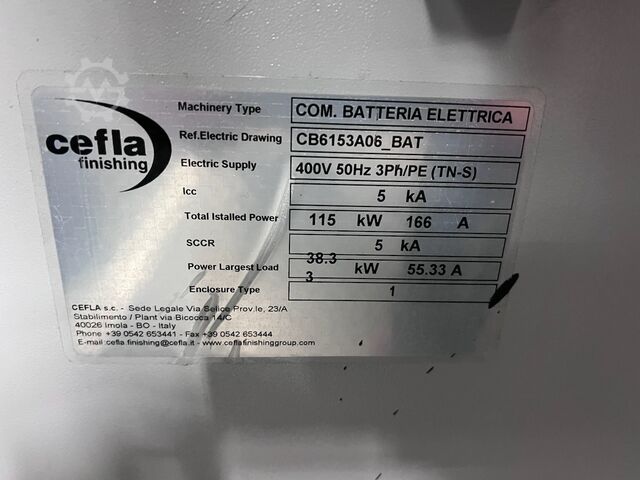 cefla
finishing
Machinery Type COM. BATTERIA ELETTRICA
Ref.Electric Drawing CB6153A06_BAT
Electric Supply 400V 50Hz 3Ph/PE (TN-S)
Icc 5 kA
Total Istalled Power 115 kW 166 A
SCCR 5 kA
Power Largest Load 38.33 kW 55.33 A
Enclosure Type 1
CEFLA s.c. - Sede Legale Via Selice Prov.le, 23/A
Stabilimento / Plant via Bicocca 14/C
40026 Imola - BO - Italy
Phone +39 0542 653441 - Fax +39 0542 653444
E-mail:cefla.finishing@cefla.it - www.ceflafinishinggroup.com